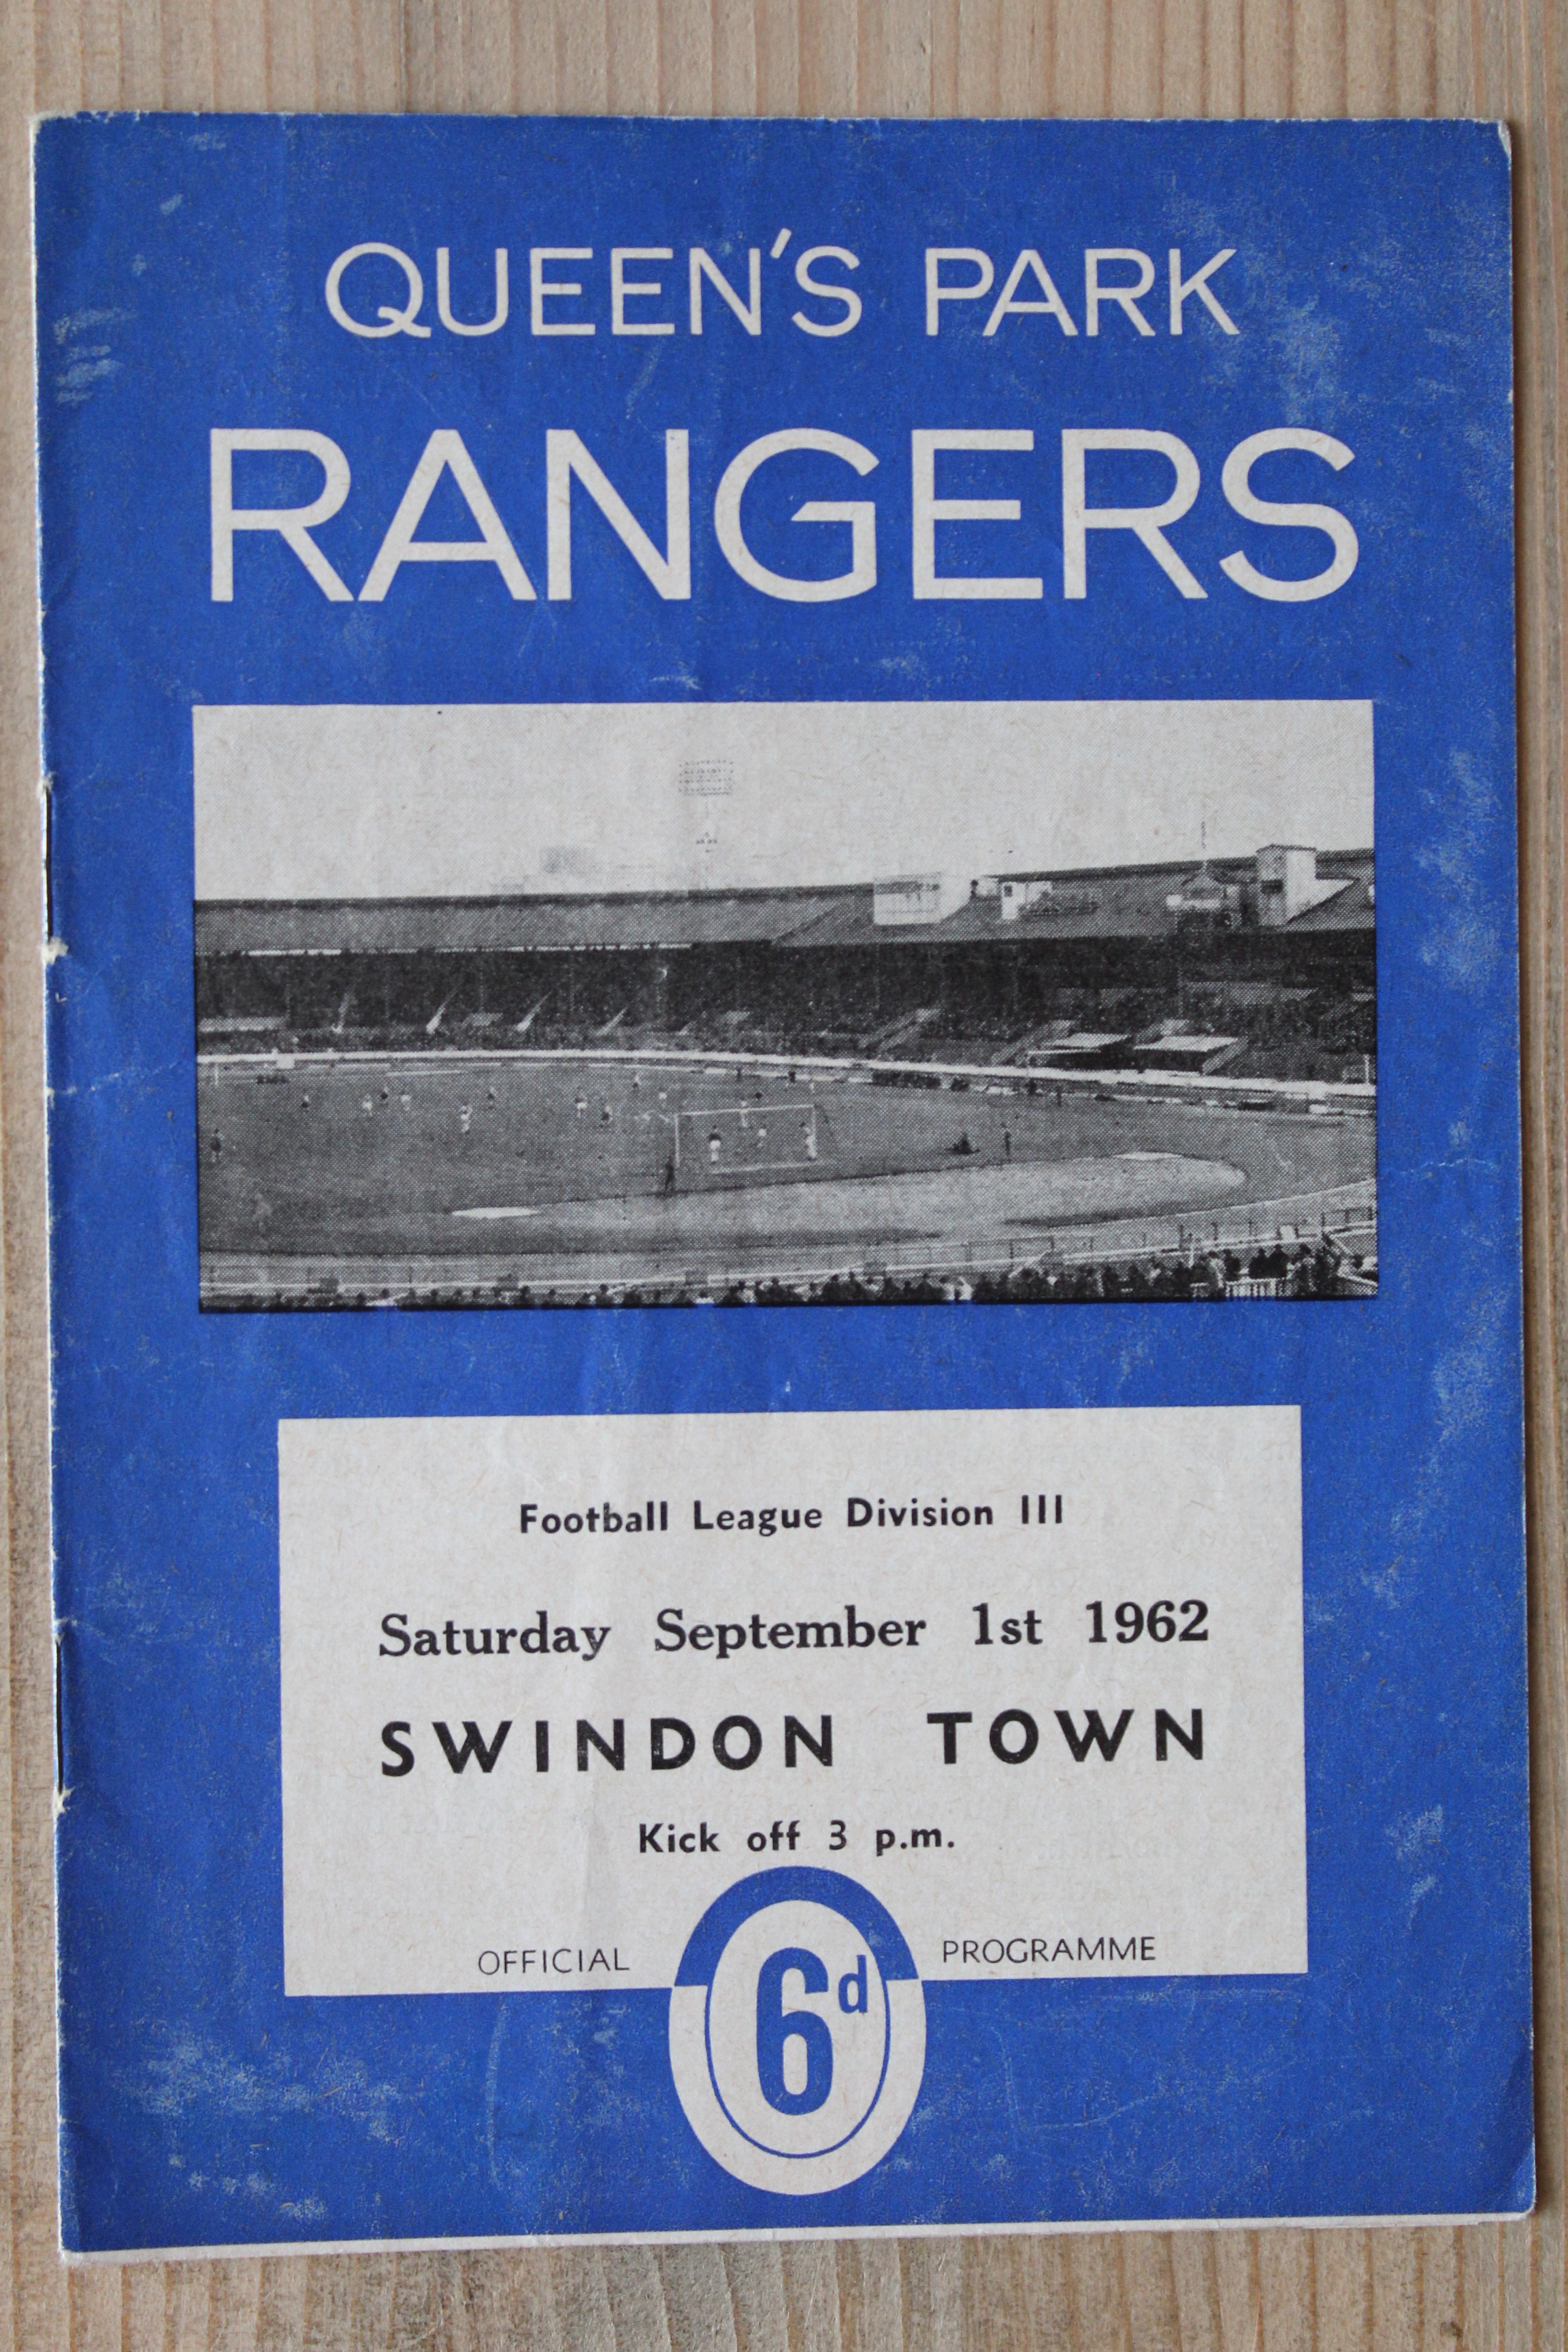 QUEEN'S PARK
RANGERS
Football League Division III
Saturday September 1st 1962
SWINDON TOWN
Kick off 3 p.m.
OFFICIAL 6d PROGRAMME